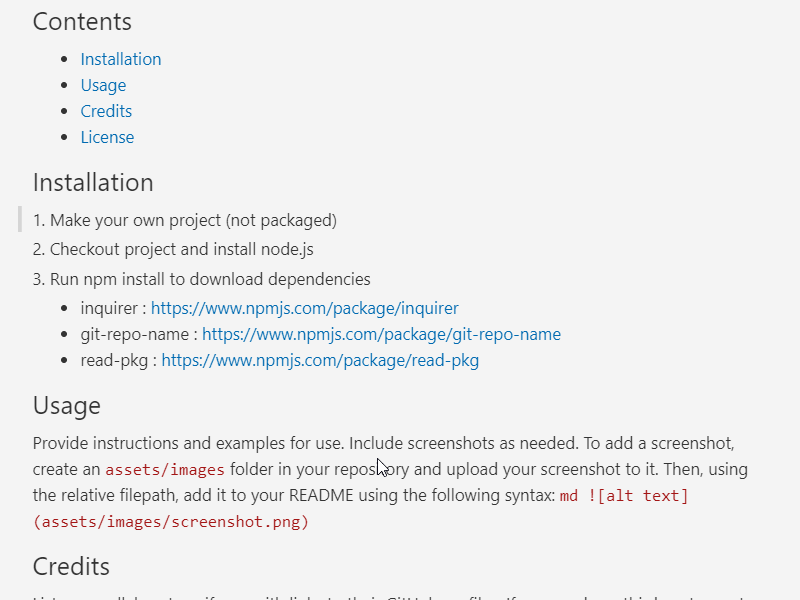 Contents
Installation
Usage
Credits
License
Installation
1. Make your own project (not packaged)
2. Checkout project and install node.js
3. Run npm install to download dependencies
inquirer : https://www.npmjs.com/package/inquirer
git-repo-name : https://www.npmjs.com/package/git-repo-name
read-pkg : https://www.npmjs.com/package/read-pkg
Usage
Provide instructions and examples for use. Include screenshots as needed. To add a screenshot,
create an assets/images folder in your repository and upload your screenshot to it. Then, using
the relative filepath, add it to your README using the following syntax: md ![alt text]
(assets/images/screenshot.png)
Credits